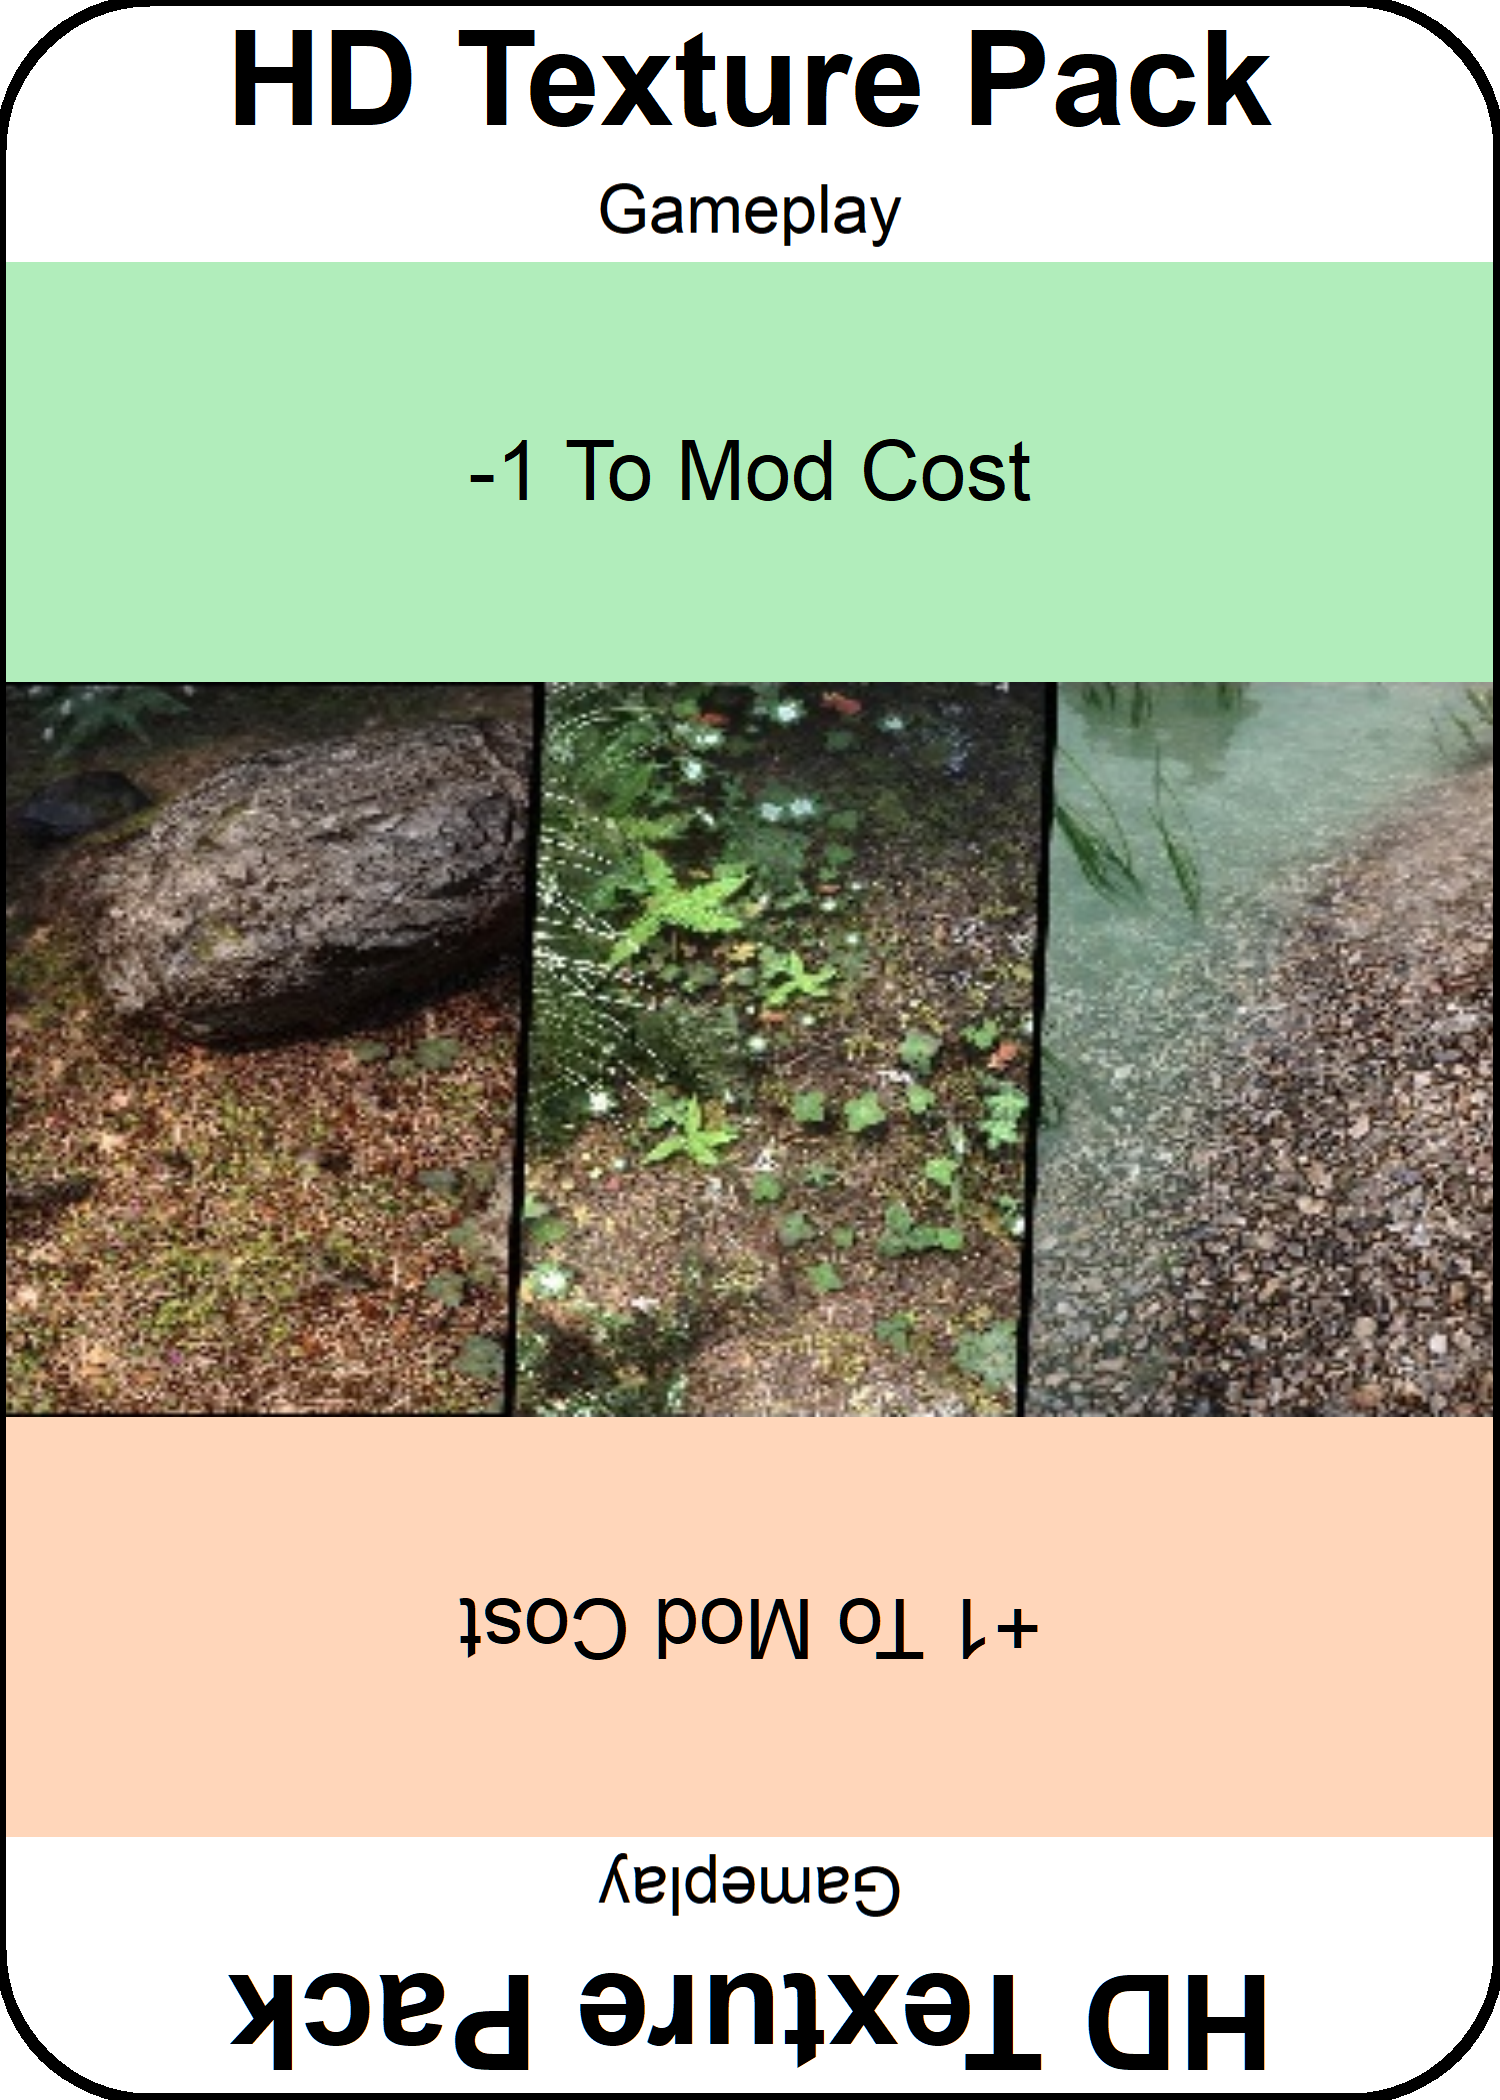 HD Texture Pack
Gameplay
-1 To Mod Cost
+1 To Mod Cost
Gameplay
HD Texture Pack